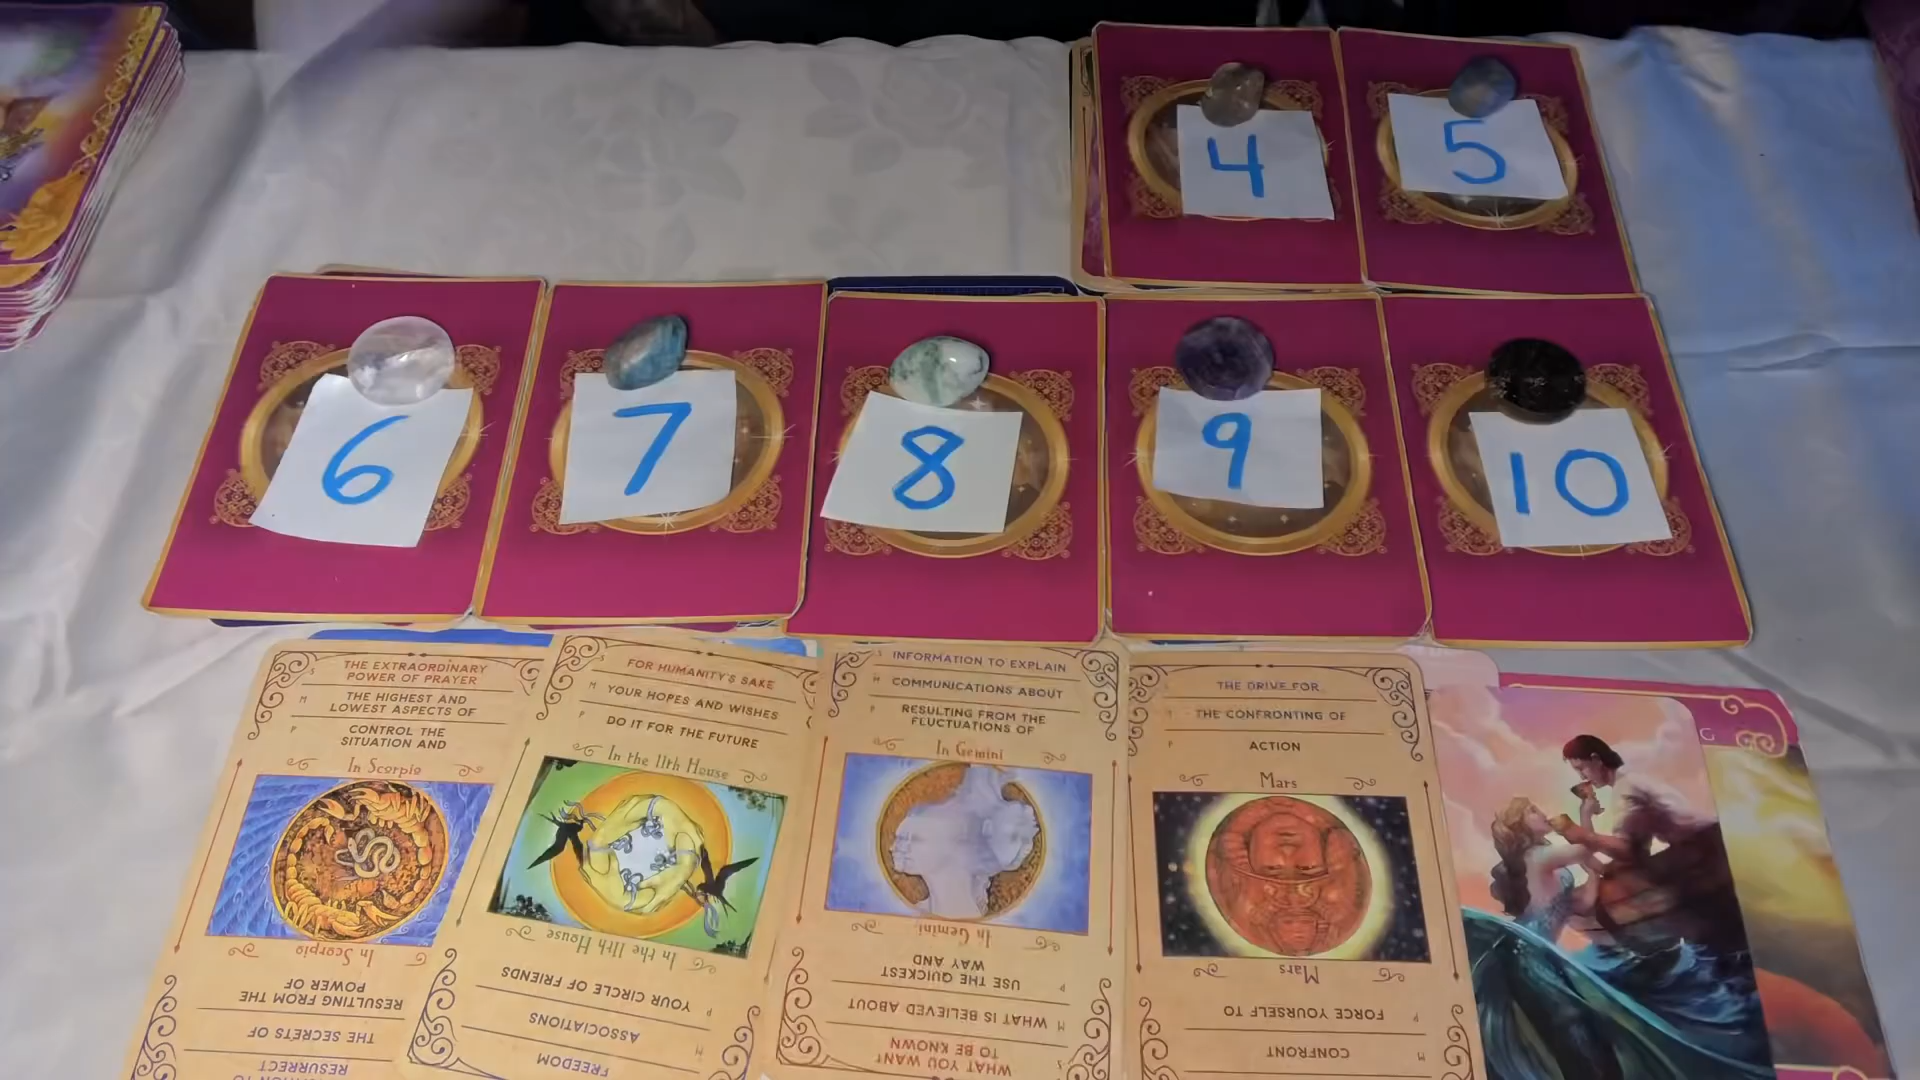 4
5
6
7
8
9
10
THE EXTRAORDINARY
POWER OF PRAYER
S
THE HIGHEST AND
LOWEST ASPECTS OF
M
CONTROL THE
SITUATION AND
P
In Scorpio
In Scorpio
RESULTING FROM THE
POWER OF
THE SECRETS OF
RESURRECT
FOR HUMANITY'S SAKE
S
M YOUR HOPES AND WISHES
P DO IT FOR THE FUTURE
In the 11th House
In the 11th House
P YOUR CIRCLE OF FRIENDS
M ASSOCIATIONS
FREEDOM
S INFORMATION TO EXPLAIN
M COMMUNICATIONS ABOUT
P RESULTING FROM THE
FLUCTUATIONS OF
In Gemini
In Gemini
P USE THE QUICKEST
WAY AND
M WHAT IS BELIEVED ABOUT
S WHAT YOU WANT
TO BE KNOWN
THE DRIVE FOR
THE CONFRONTING OF
P ACTION
Mars
Mars
P FORCE YOURSELF TO
M CONFRONT
G